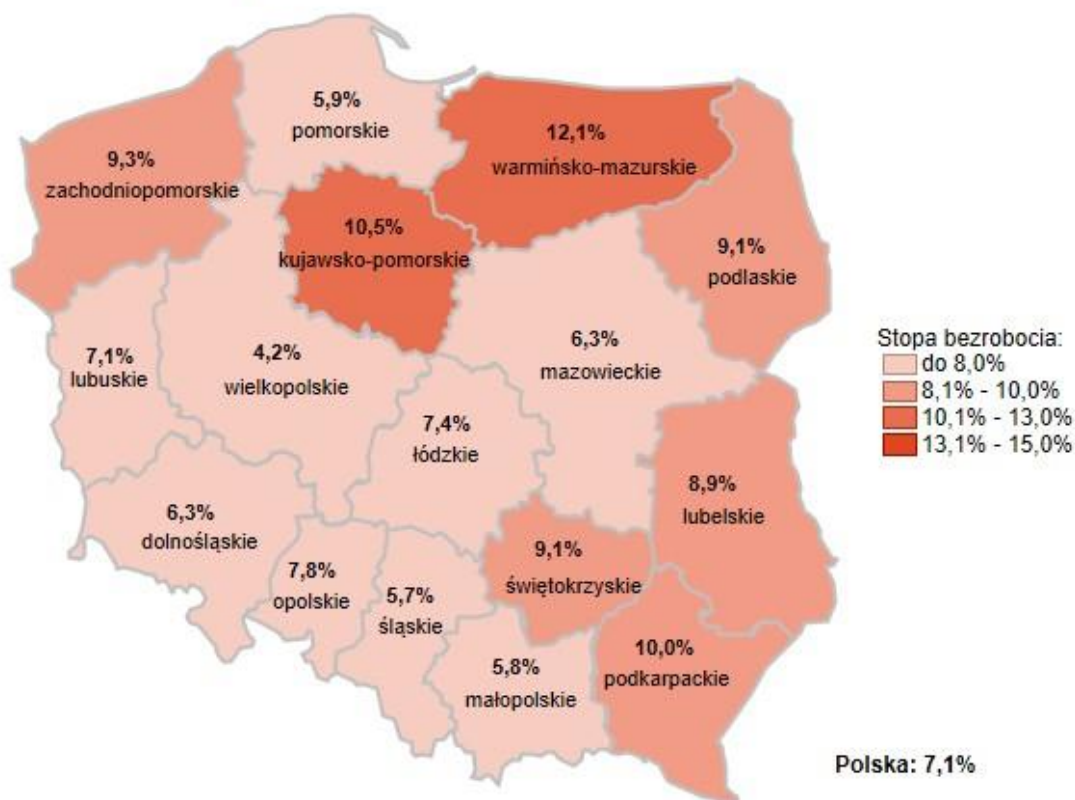 5,9%
pomorskie
12,1%
warmińsko-mazurskie
9,3%
zachodniopomorskie
10,5%
kujawsko-pomorskie
9,1%
podlaskie
7,1%
lubuskie
4,2%
wielkopolskie
6,3%
mazowieckie
7,4%
łódzkie
6,3%
dolnośląskie
8,9%
lubelskie
7,8%
opolskie
5,7%
śląskie
9,1%
świętokrzyskie
5,8%
małopolskie
10,0%
podkarpackie
Stopa bezrobocia:
do 8,0%
8,1% - 10,0%
10,1% - 13,0%
13,1% - 15,0%
Polska: 7,1%